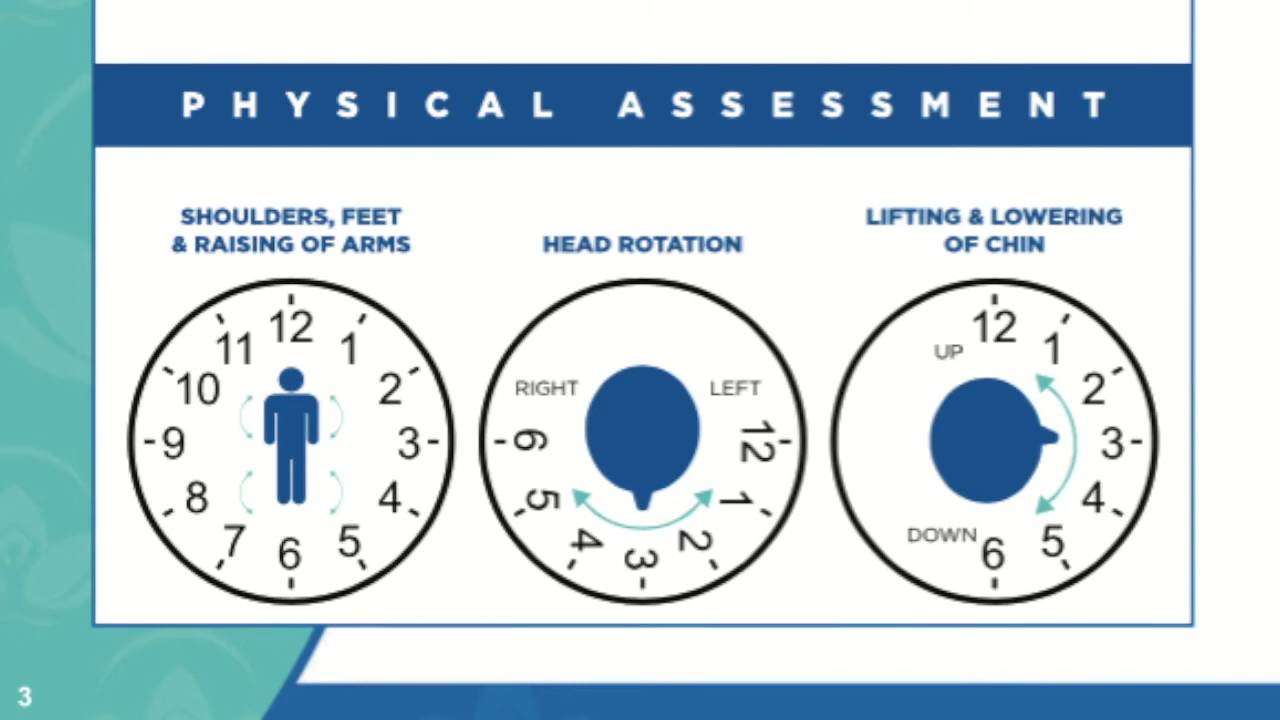 PHYSICAL ASSESSMENT
SHOULDERS, FEET
& RAISING OF ARMS
12
1
2
3
4
5
6
7
8
9
10
11
HEAD ROTATION
RIGHT
LEFT
12
1
2
3
4
5
6
LIFTING & LOWERING
OF CHIN
UP
DOWN
12
1
2
3
4
5
6
3